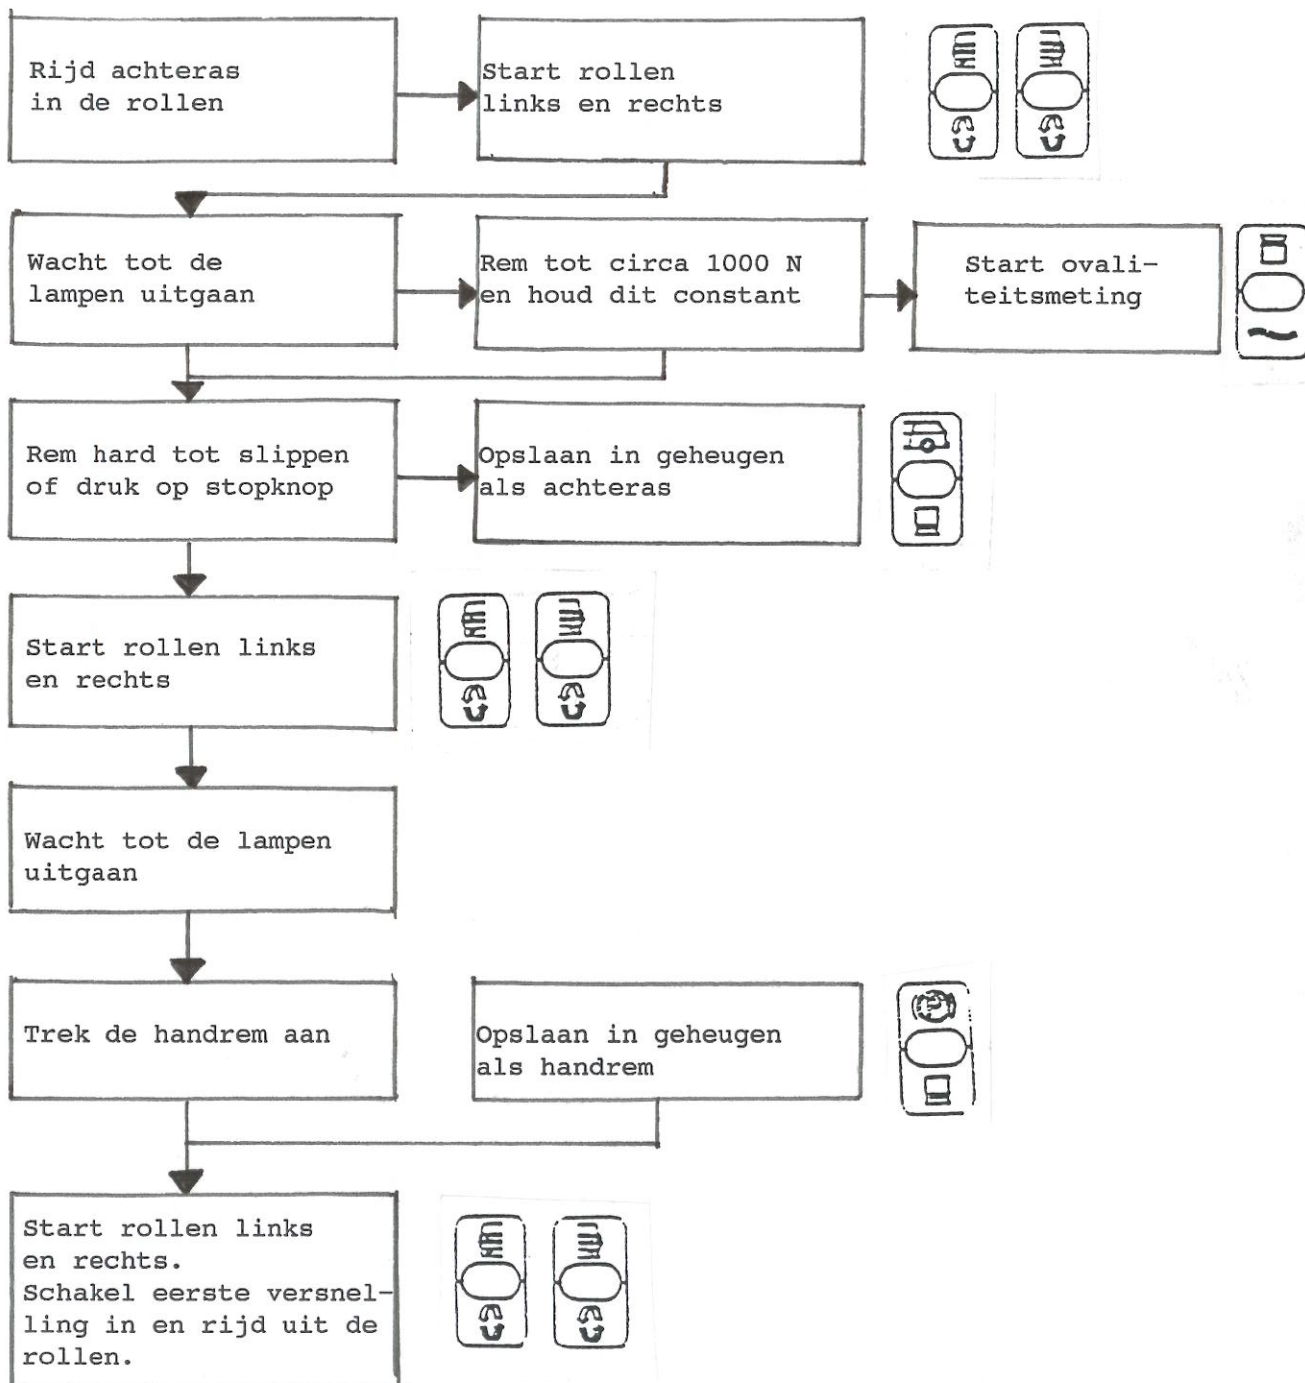 Rijd achteras
in de rollen
Start rollen
links en rechts
Wacht tot de
lampen uitgaan
Rem tot circa 1000 N
en houd dit constant
Start ovali-
teitsmeting
Rem hard tot slippen
of druk op stopknop
Opslaan in geheugen
als achteras
Start rollen links
en rechts
Wacht tot de lampen
uitgaan
Trek de handrem aan
Opslaan in geheugen
als handrem
Start rollen links
en rechts.
Schakel eerste versnel-
ling in en rijd uit de
rollen.